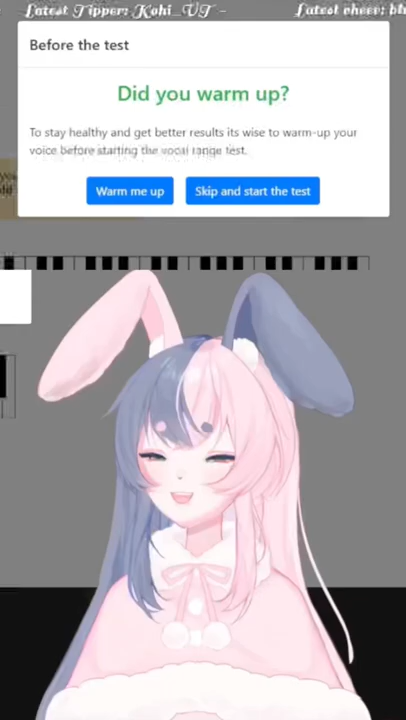 Latest Tipper: Kohi_VT -
Latest cheer:
Before the test
Did you warm up?
To stay healthy and get better results its wise to warm-up your
voice before starting the vocal range test.
Warm me up
Skip and start the test